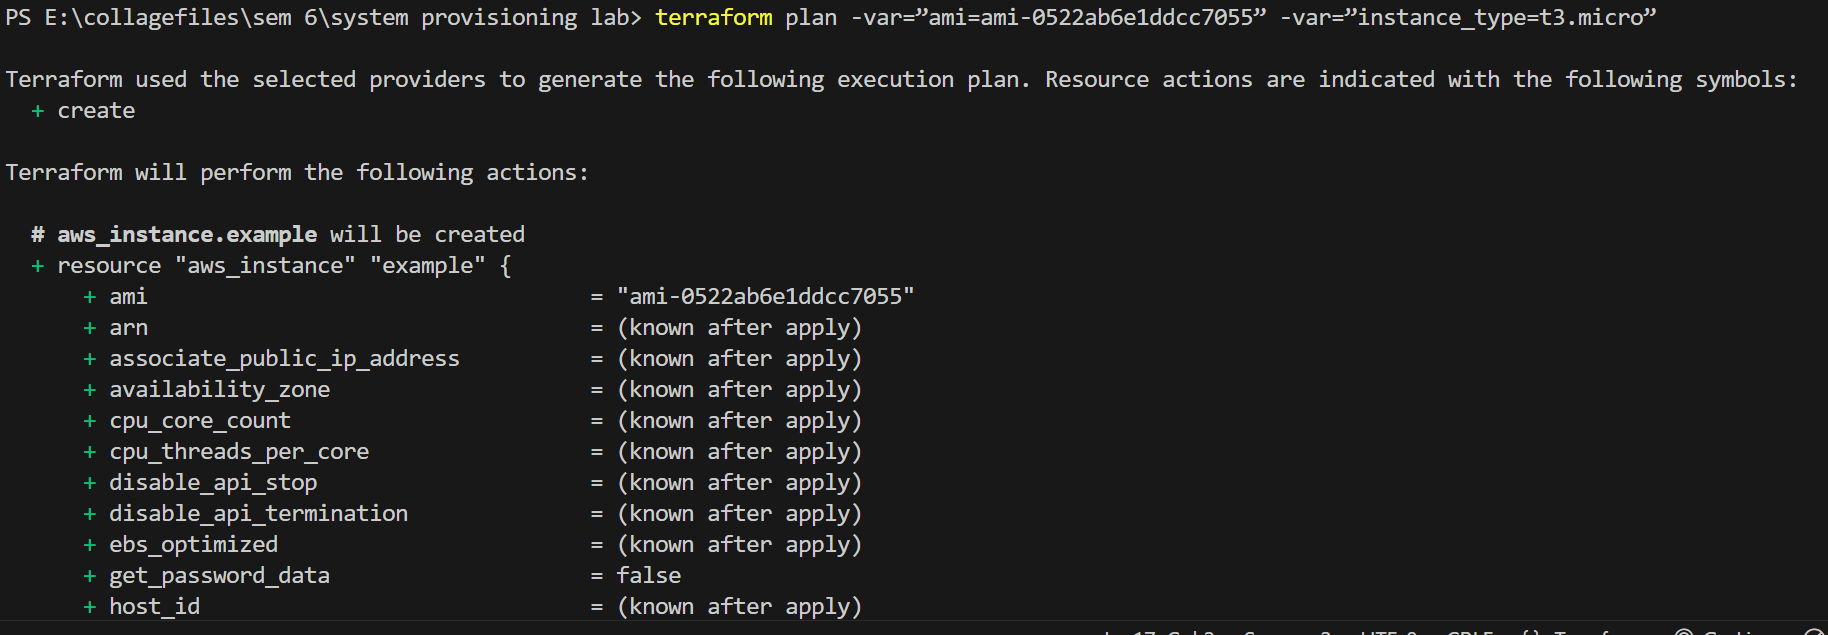 PS E:\collagefiles\sem 6\system provisioning lab> terraform plan -var=”ami=ami-0522ab6e1ddcc7055” -var=”instance_type=t3.micro”
Terraform used the selected providers to generate the following execution plan. Resource actions are indicated with the following symbols:
+ create
Terraform will perform the following actions:
# aws_instance.example will be created
+ resource "aws_instance" "example" {
+ ami = "ami-0522ab6e1ddcc7055"
+ arn = (known after apply)
+ associate_public_ip_address = (known after apply)
+ availability_zone = (known after apply)
+ cpu_core_count = (known after apply)
+ cpu_threads_per_core = (known after apply)
+ disable_api_stop = (known after apply)
+ disable_api_termination = (known after apply)
+ ebs_optimized = (known after apply)
+ get_password_data = false
+ host_id = (known after apply)